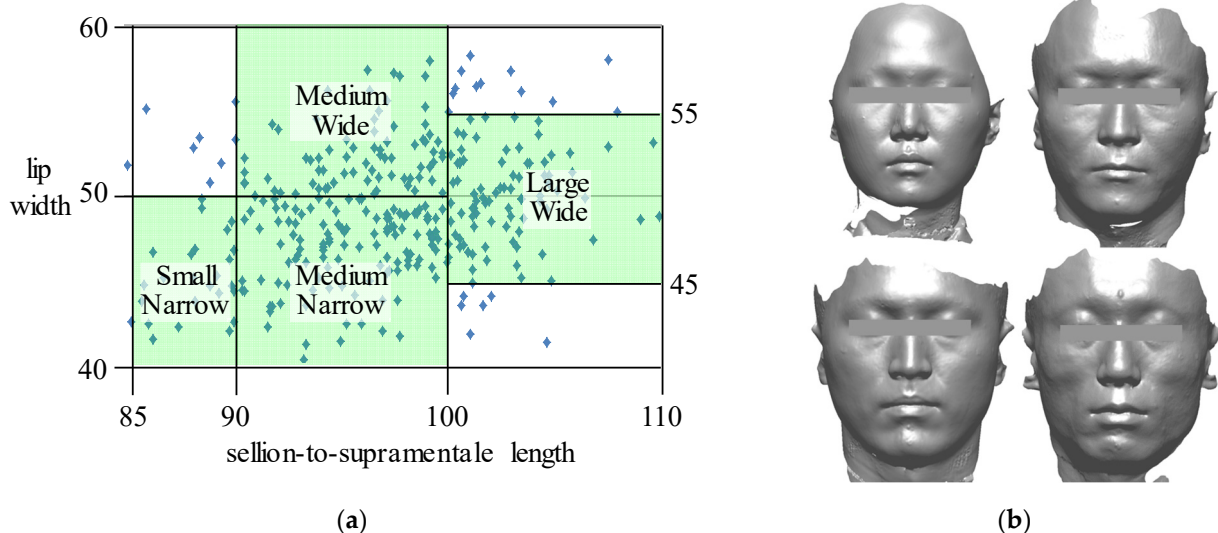 60
Medium
Wide
55
lip
width
50
Large
Wide
Small
Narrow
Medium
Narrow
45
40
85
90
100
110
sellion-to-supramentale length
(a)
(b)